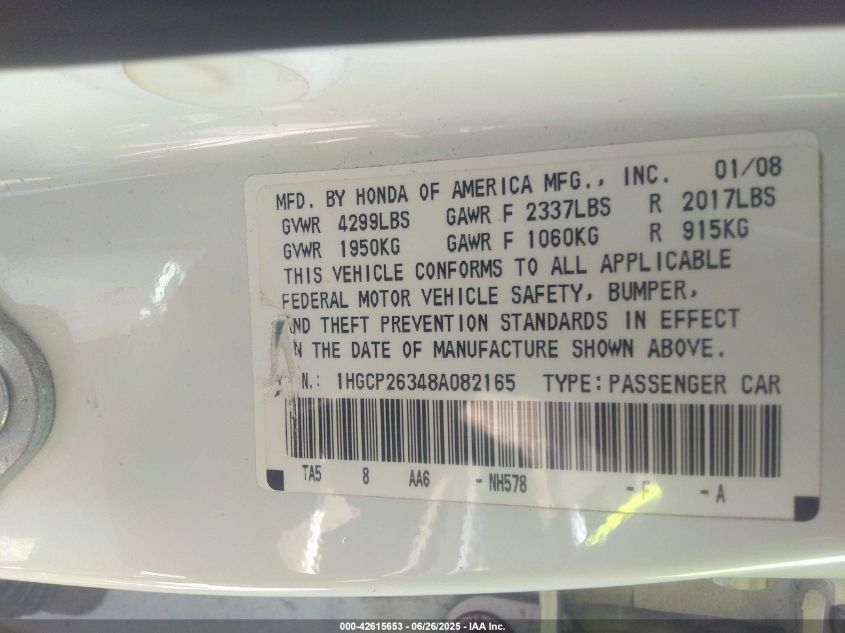 MFD. BY HONDA OF AMERICA MFG., INC. 01/08
GVWR 4299LBS GAWR F 2337LBS R 2017LBS
GVWR 1950KG GAWR F 1060KG R 915KG
THIS VEHICLE CONFORMS TO ALL APPLICABLE
FEDERAL MOTOR VEHICLE SAFETY, BUMPER,
AND THEFT PREVENTION STANDARDS IN EFFECT
N THE DATE OF MANUFACTURE SHOWN ABOVE.
N.: 1HGCP26348A082165 TYPE: PASSENGER CAR
TA5 8 AA6 -NH578 -F -A
000-42615653 - 06/26/2025 - IAA Inc.